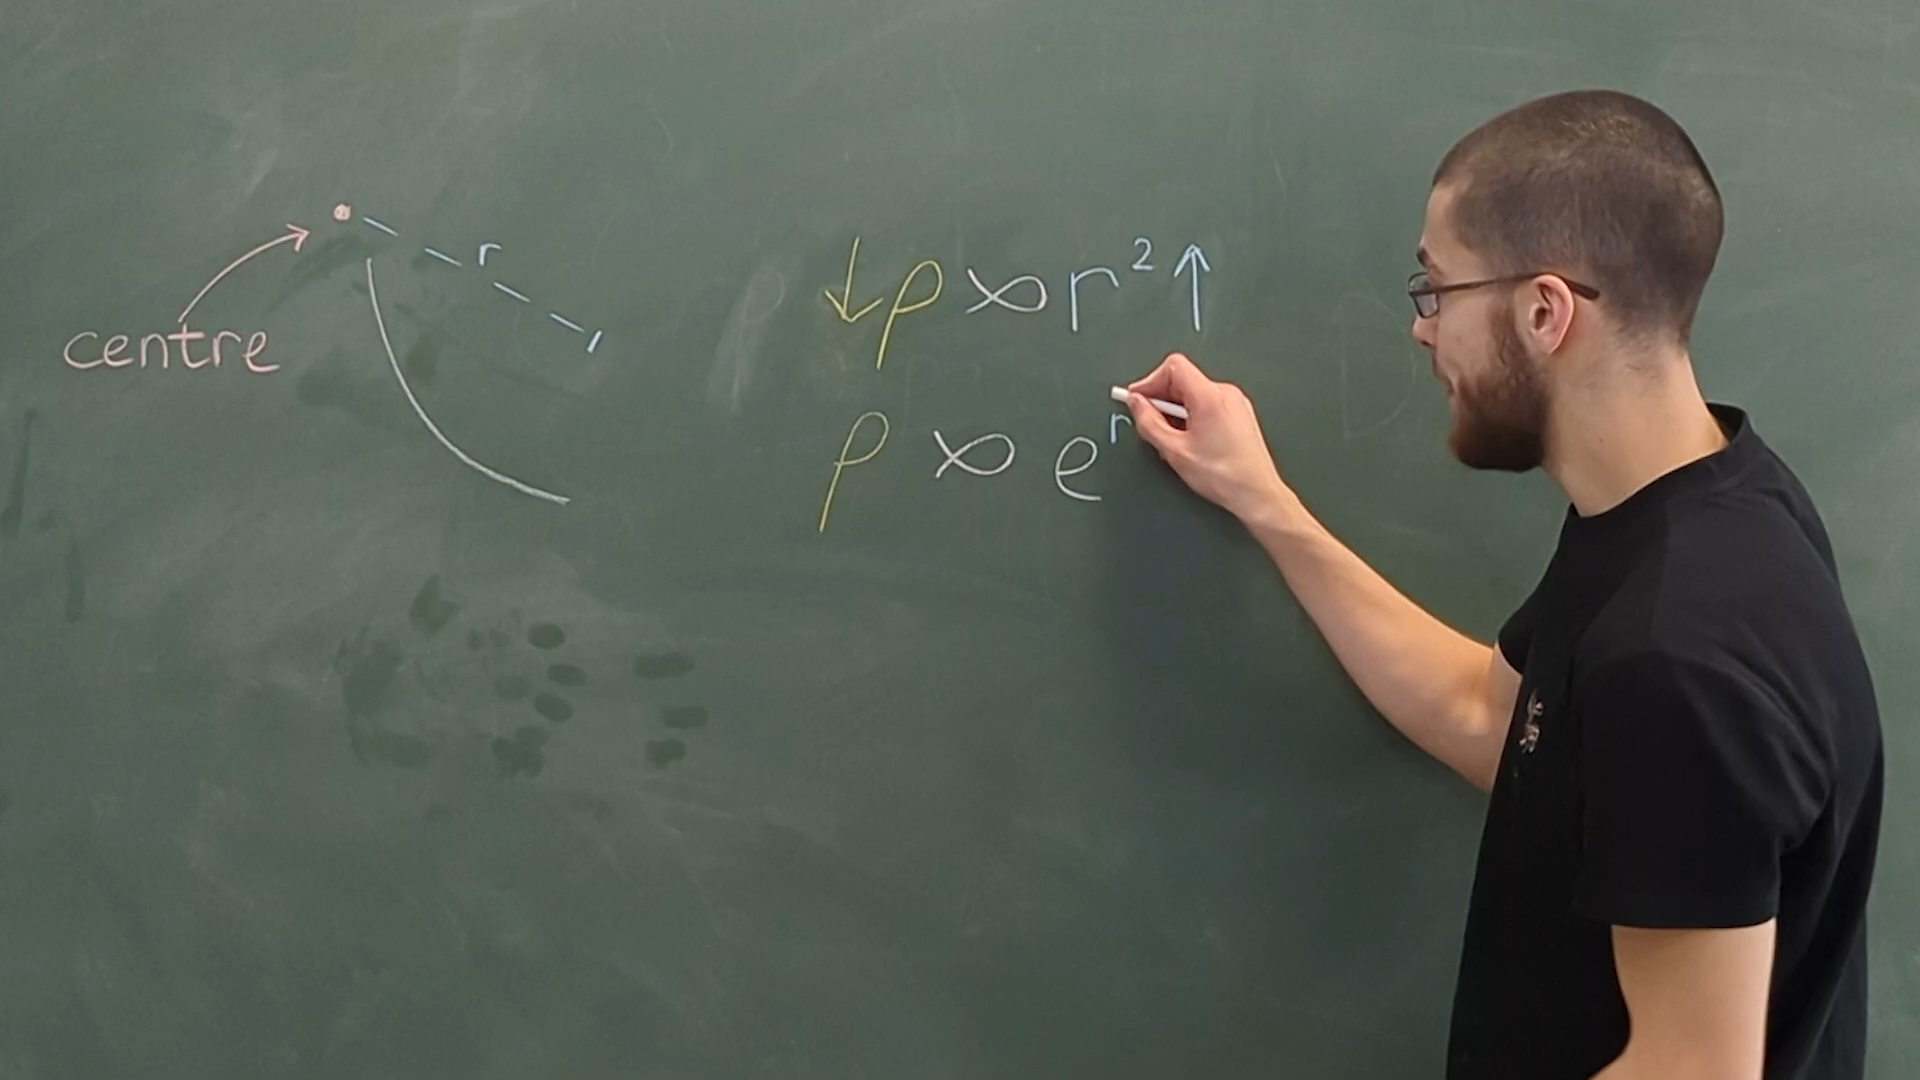 centre
r
↓ρ ∝ r² ↑
ρ ∝ eʳ